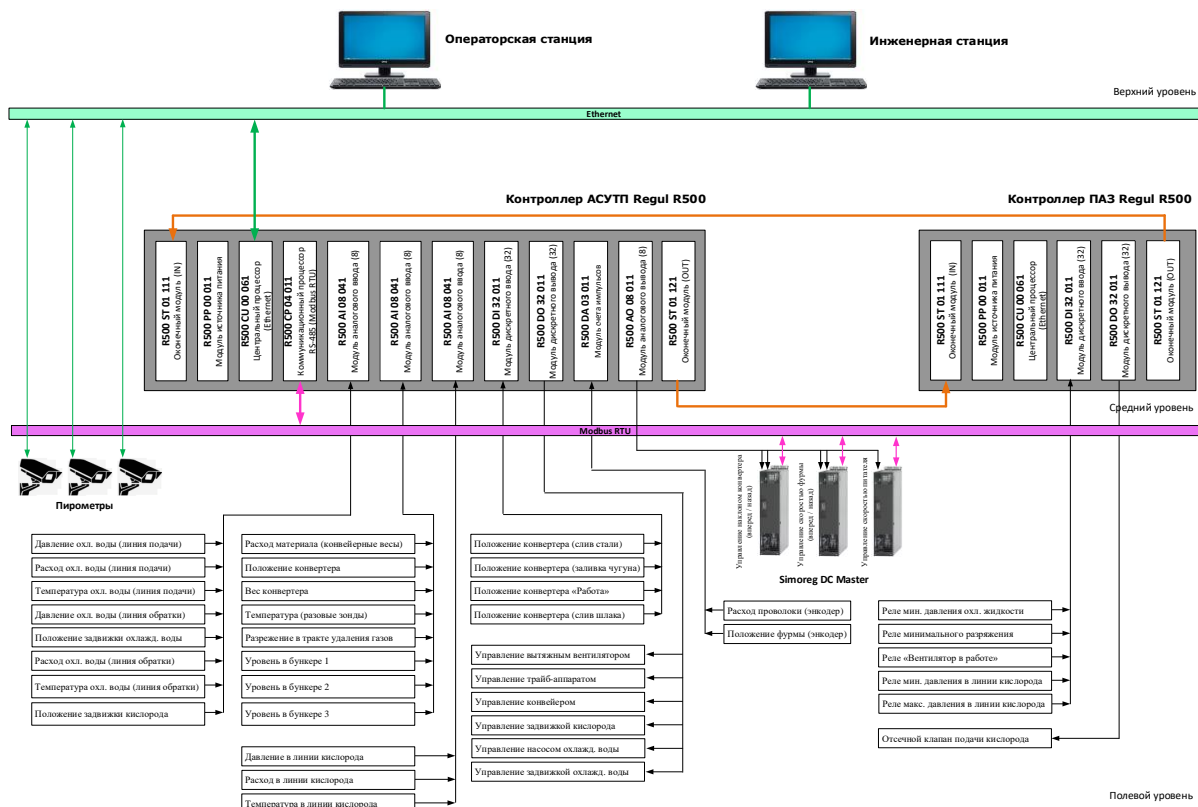 Операторская станция
Инженерная станция
Верхний уровень
Ethernet
Контроллер АСУТП Regul R500
Контроллер ПАЗ Regul R500
R500 ST 01 111
Оконечный модуль (IN)
R500 PP 00 011
Модуль источника питания
R500 CU 00 061
Центральный процессор
(Ethernet)
R500 CP 04 011
Коммуникационный процессор
RS-485 (Modbus RTU)
R500 AI 08 041
Модуль аналогового ввода (8)
R500 AI 08 041
Модуль аналогового ввода (8)
R500 AI 08 041
Модуль аналогового ввода (8)
R500 DI 32 011
Модуль дискретного ввода (32)
R500 DO 32 011
Модуль дискретного вывода (32)
R500 DA 03 011
Модуль счета импульсов
R500 AO 08 011
Модуль аналогового вывода (8)
R500 ST 01 121
Оконечный модуль (OUT)
R500 ST 01 111
Оконечный модуль (IN)
R500 PP 00 011
Модуль источника питания
R500 CU 00 061
Центральный процессор
(Ethernet)
R500 DI 32 011
Модуль дискретного ввода (32)
R500 DO 32 011
Модуль дискретного вывода (32)
R500 ST 01 121
Оконечный модуль (OUT)
Средний уровень
Modbus RTU
Пирометры
Управление наклоном конвертера
(вперед / назад)
Управление скоростью фурмы
(вперед / назад)
Управление скоростью питателя
Simoreg DC Master
Давление охл. воды (линия подачи)
Расход охл. воды (линия подачи)
Температура охл. воды (линия подачи)
Давление охл. воды (линия обратки)
Положение задвижки охлажд. воды
Расход охл. воды (линия обратки)
Температура охл. воды (линия обратки)
Положение задвижки кислорода
Расход материала (конвейерные весы)
Положение конвертера
Вес конвертера
Температура (разовые зонды)
Разрежение в тракте удаления газов
Уровень в бункере 1
Уровень в бункере 2
Уровень в бункере 3
Давление в линии кислорода
Расход в линии кислорода
Температура в линии кислорода
Положение конвертера (слив стали)
Положение конвертера (заливка чугуна)
Положение конвертера «Работа»
Положение конвертера (слив шлака)
Управление вытяжным вентилятором
Управление трайб-аппаратом
Управление конвейером
Управление задвижкой кислорода
Управление насосом охлажд. воды
Управление задвижкой охлажд. воды
Расход проволоки (энкодер)
Положение фурмы (энкодер)
Реле мин. давления охл. жидкости
Реле минимального разряжения
Реле «Вентилятор в работе»
Реле мин. давления в линии кислорода
Реле макс. давления в линии кислорода
Отсечной клапан подачи кислорода
Полевой уровень